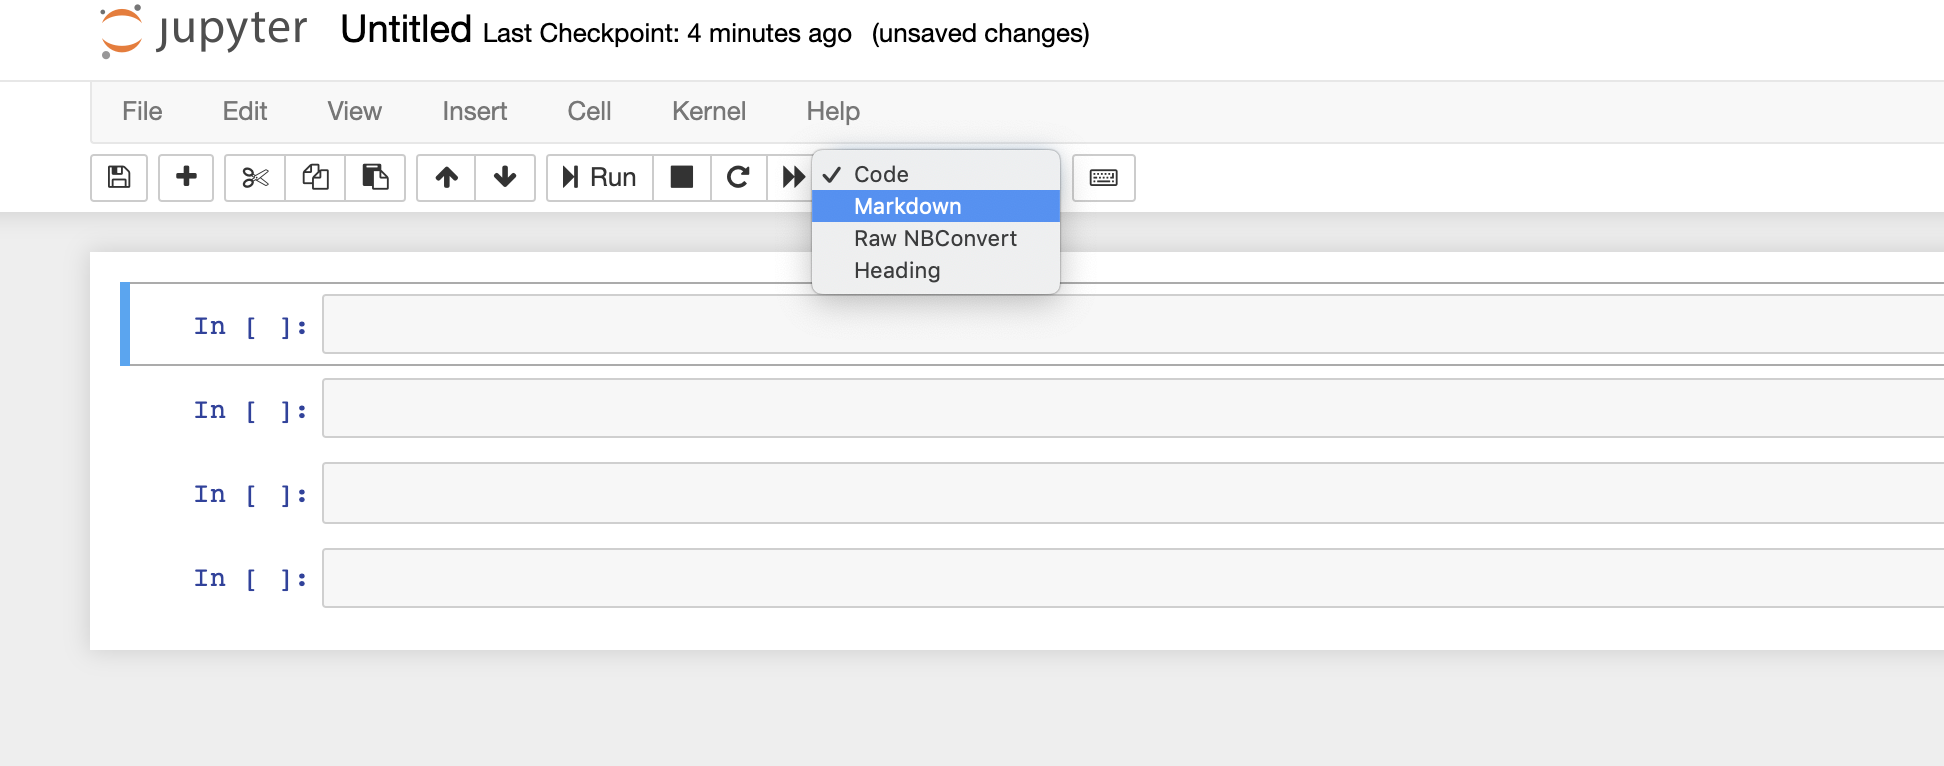 jupyter Untitled Last Checkpoint: 4 minutes ago (unsaved changes)
File Edit View Insert Cell Kernel Help
Run
Code
Markdown
Raw NBConvert
Heading
In [ ]:
In [ ]:
In [ ]:
In [ ]: